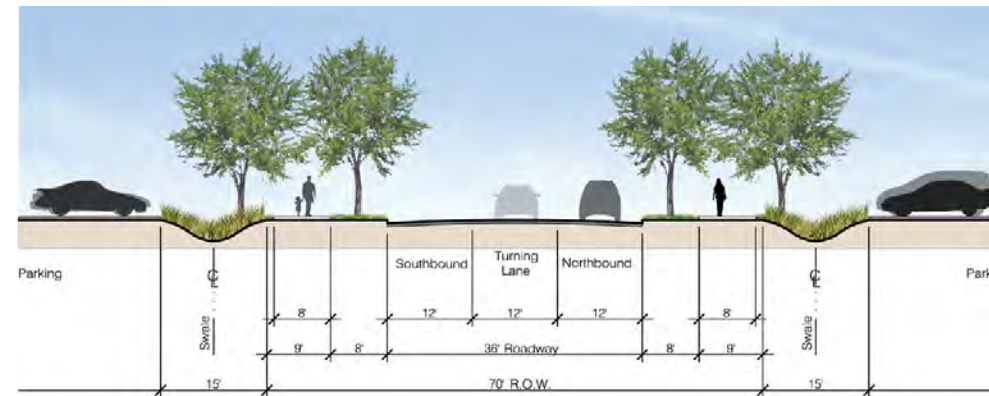 Southbound
Turning
Lane
Northbound
Parking
℄
℄
Park
Swale
Swale
8'
12'
12'
12'
8'
9'
8'
36' Roadway
8'
9'
15'
70' R.O.W.
15'